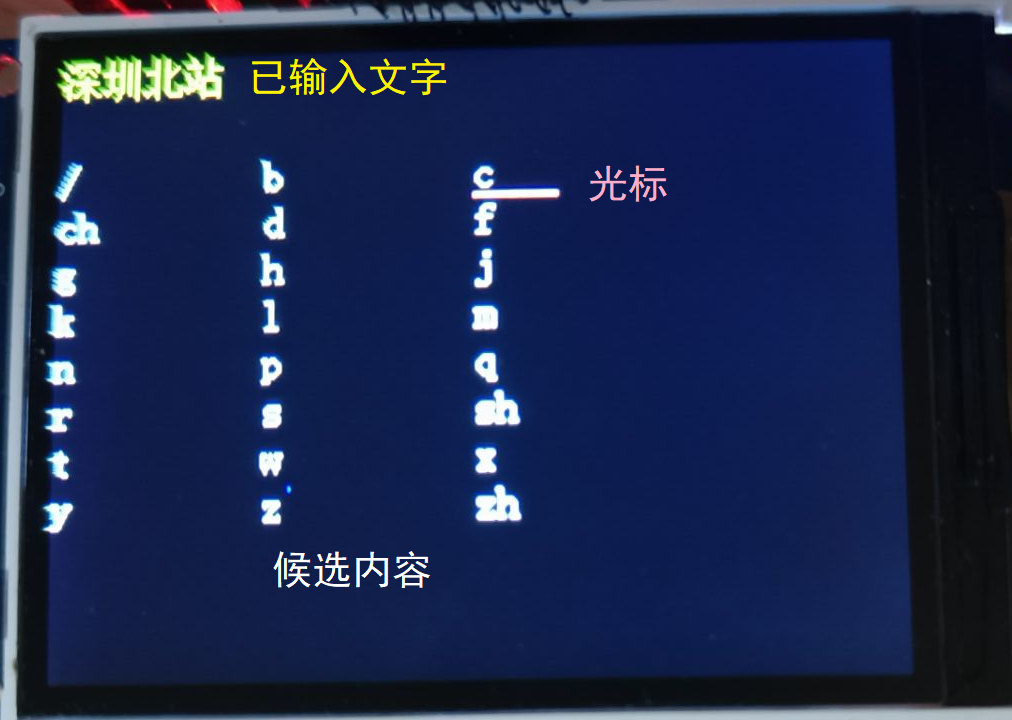 深圳北站 已输入文字
/ b c 光标
ch d f
g h j
k l m
n p q
r s sh
t w x
y z zh
候选内容